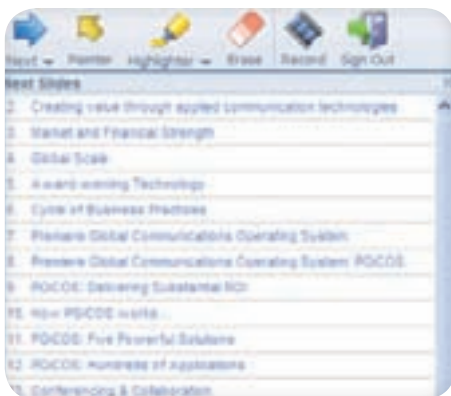 Next Pointer Highlighter Erase Record Sign Out
Next Slides
2. Creating value through applied communication technologies
3. Market and Financial Strength
4. Global Scale
5. Award-winning Technology
6. Cycle of Business Practices
7. Premiere Global Communications Operating System
8. Premiere Global Communications Operating System: PGiCOS
9. PGiCOS: Delivering Substantial ROI
10. How PGiCOS works...
11. PGiCOS: Five Powerful Solutions
12. PGiCOS: Hundreds of Applications
13. Conferencing & Collaboration